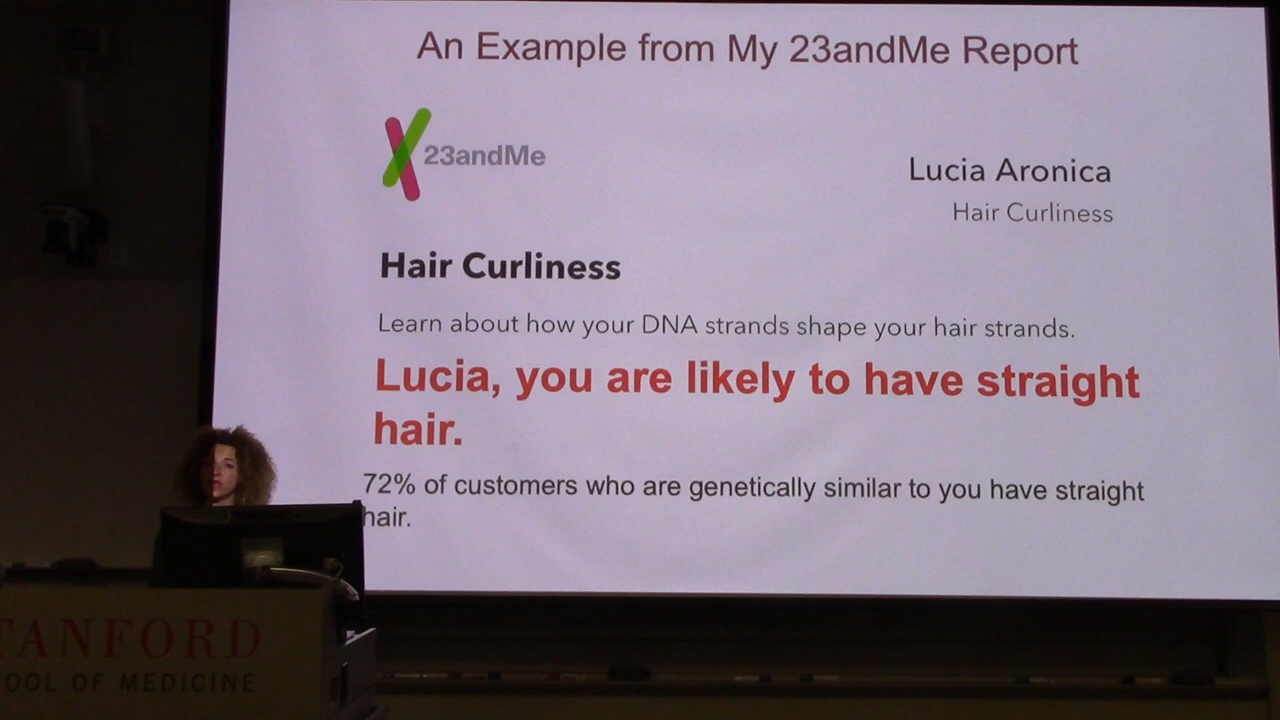 An Example from My 23andMe Report
23andMe
Lucia Aronica
Hair Curliness
Hair Curliness
Learn about how your DNA strands shape your hair strands.
Lucia, you are likely to have straight
hair.
72% of customers who are genetically similar to you have straight
hair.
TANFORD
OOL OF MEDICINE